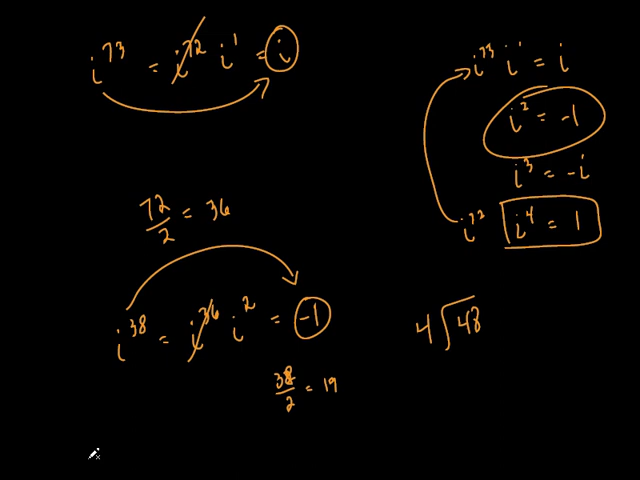 i^73 = i^72 i^1 = i
i^73 i^1 = i
i^2 = -1
i^3 = -i
i^72 i^4 = 1
72/2 = 36
i^38 = i^36 i^2 = -1
4)48
38/2 = 19